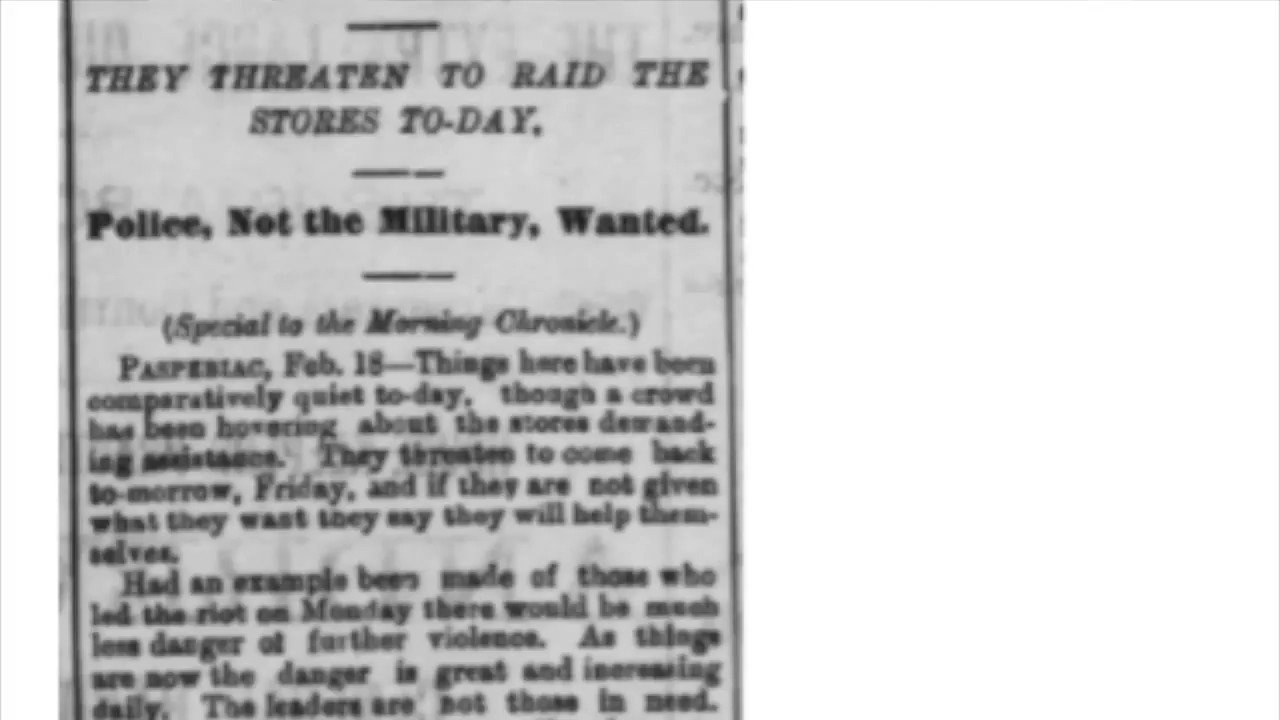 THEY THREATEN TO RAID THE
STORES TO-DAY.
Police, Not the Military, Wanted.
(Special to the Morning Chronicle.)
PASPEBIAC, Feb. 18—Things here have been
comparatively quiet to-day, though a crowd
has been hovering about the stores demand-
ing assistance. They threaten to come back
to-morrow, Friday, and if they are not given
what they want they say they will help them-
selves.
Had an example been made of those who
led the riot on Monday there would be much
less danger of further violence. As things
are now the danger is great and increasing
daily. The leaders are not those in need.